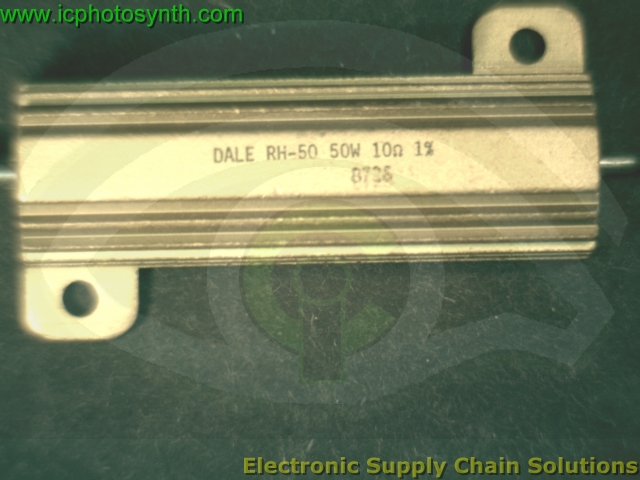 www.icphotosynth.com
DALE RH-50 50W 10Ω 1%
8736
Electronic Supply Chain Solutions